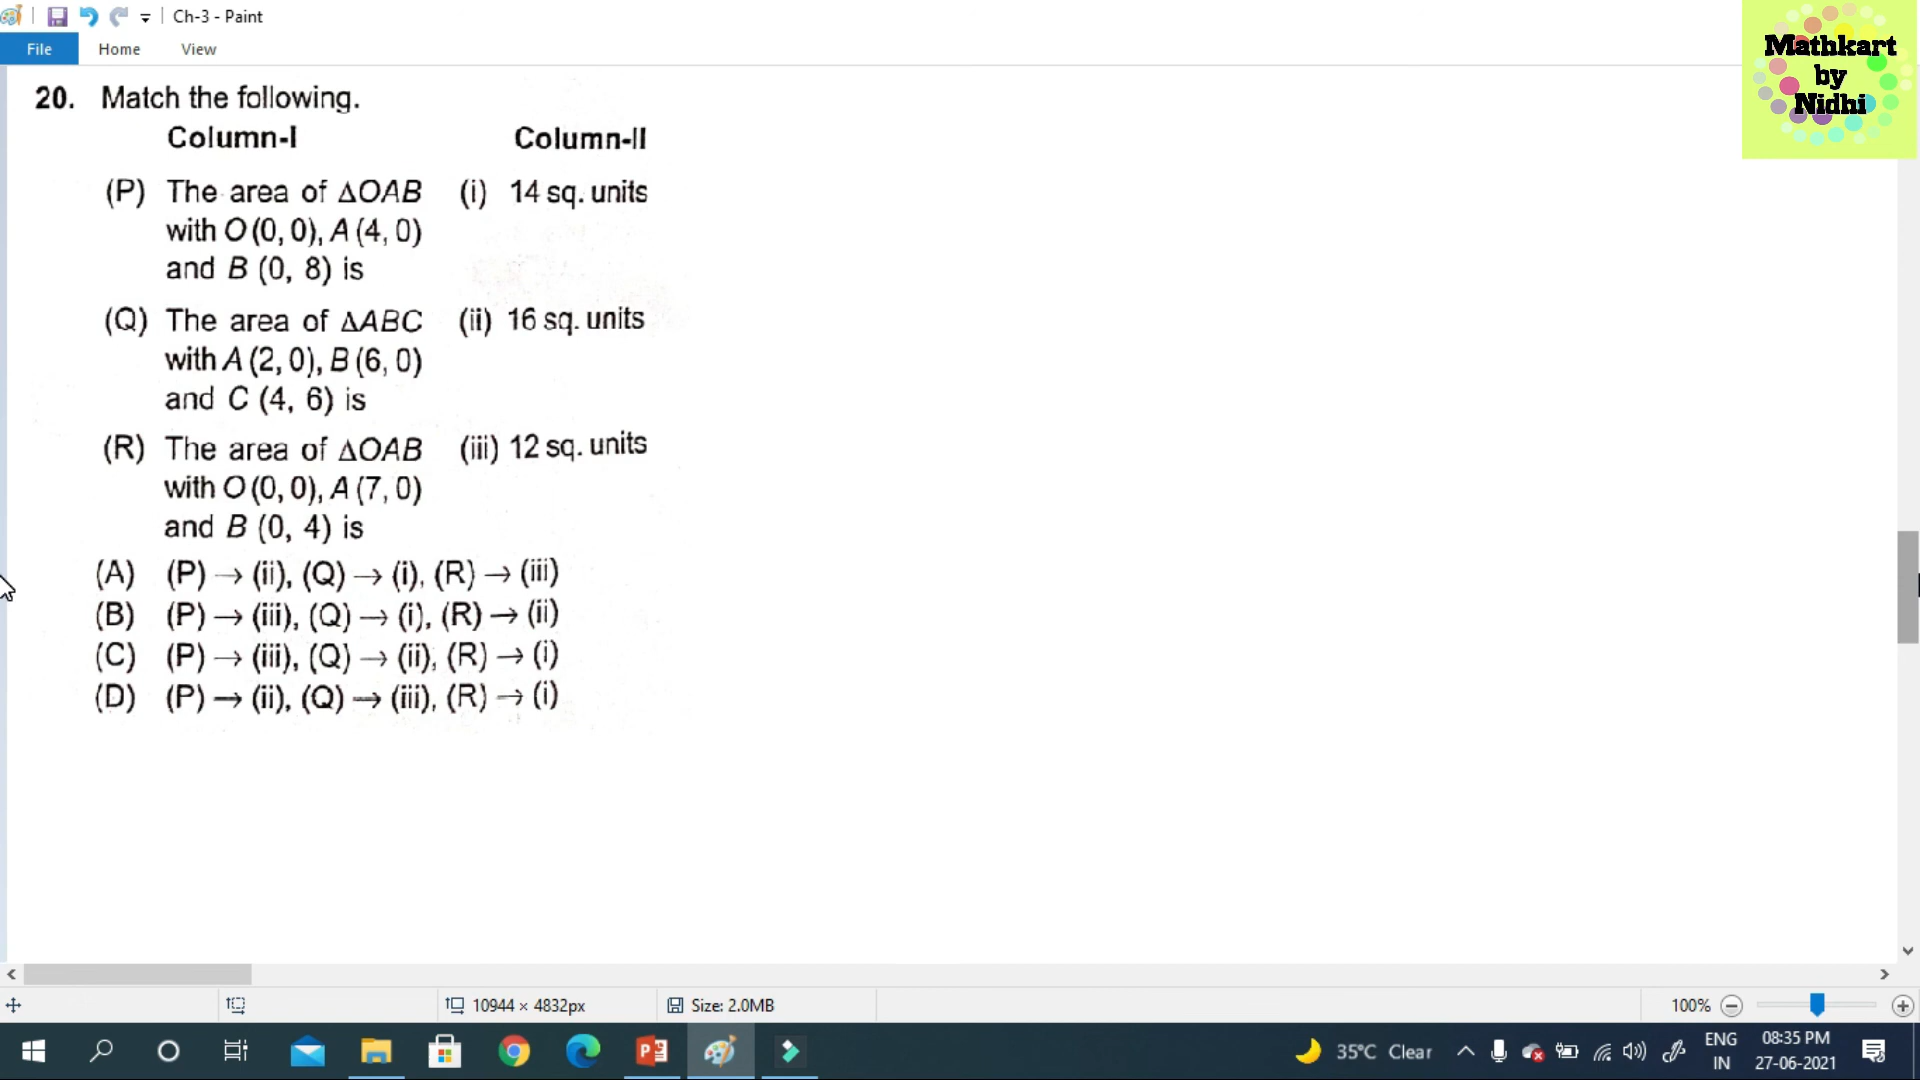 Ch-3 - Paint
File Home View
Mathkart
by
Nidhi
20. Match the following.
Column-I Column-II
(P) The area of ΔOAB (i) 14 sq. units
with O (0, 0), A (4, 0)
and B (0, 8) is
(Q) The area of ΔABC (ii) 16 sq. units
with A (2, 0), B (6, 0)
and C (4, 6) is
(R) The area of ΔOAB (iii) 12 sq. units
with O (0, 0), A (7, 0)
and B (0, 4) is
(A) (P) → (ii), (Q) → (i), (R) → (iii)
(B) (P) → (iii), (Q) → (i), (R) → (ii)
(C) (P) → (iii), (Q) → (ii), (R) → (i)
(D) (P) → (ii), (Q) → (iii), (R) → (i)
10944 × 4832px Size: 2.0MB 100%
35°C Clear ENG 08:35 PM
IN 27-06-2021